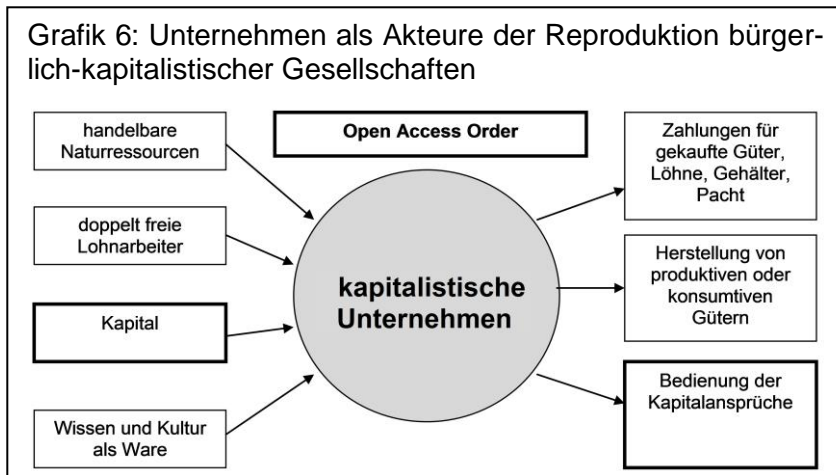 Grafik 6: Unternehmen als Akteure der Reproduktion bürger-
lich-kapitalistischer Gesellschaften
handelbare
Naturressourcen
doppelt freie
Lohnarbeiter
Kapital
Wissen und Kultur
als Ware
Open Access Order
kapitalistische
Unternehmen
Zahlungen für
gekaufte Güter,
Löhne, Gehälter,
Pacht
Herstellung von
produktiven oder
konsumtiven
Gütern
Bedienung der
Kapitalansprüche